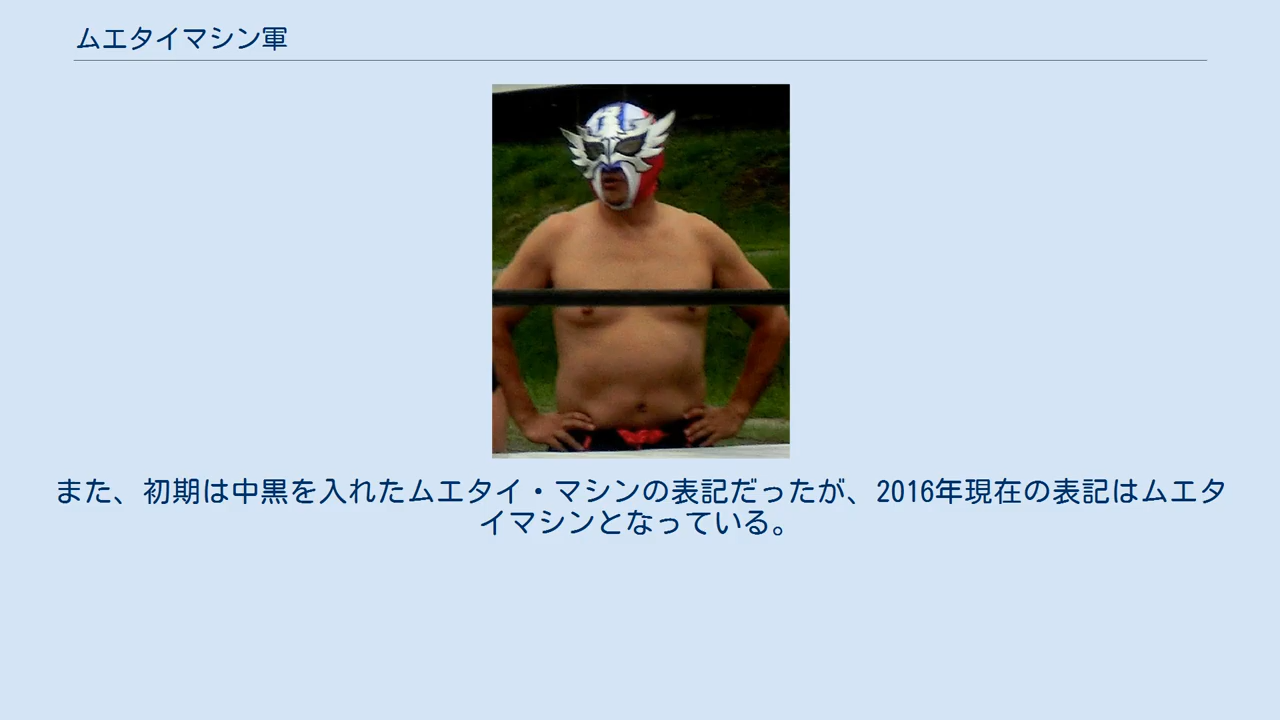 ムエタイマシン軍
また、初期は中黒を入れたムエタイ・マシンの表記だったが、2016年現在の表記はムエタ
イマシンとなっている。